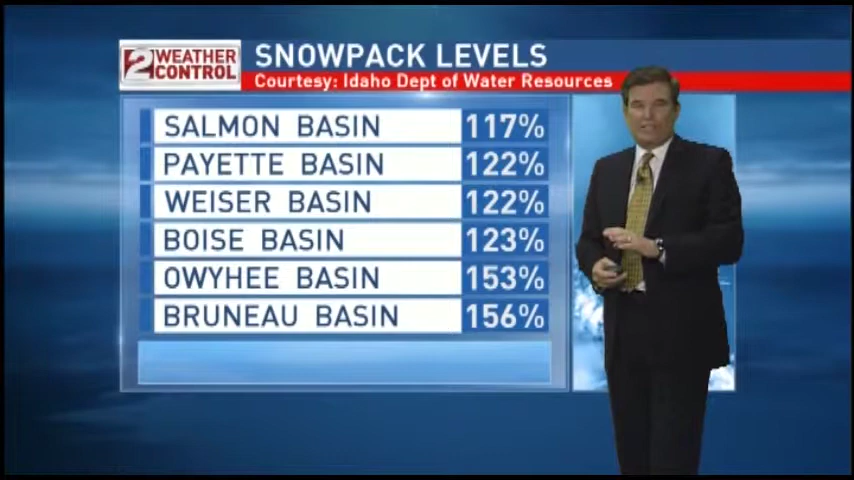 2 WEATHER CONTROL
SNOWPACK LEVELS
Courtesy: Idaho Dept of Water Resources
SALMON BASIN 117%
PAYETTE BASIN 122%
WEISER BASIN 122%
BOISE BASIN 123%
OWYHEE BASIN 153%
BRUNEAU BASIN 156%